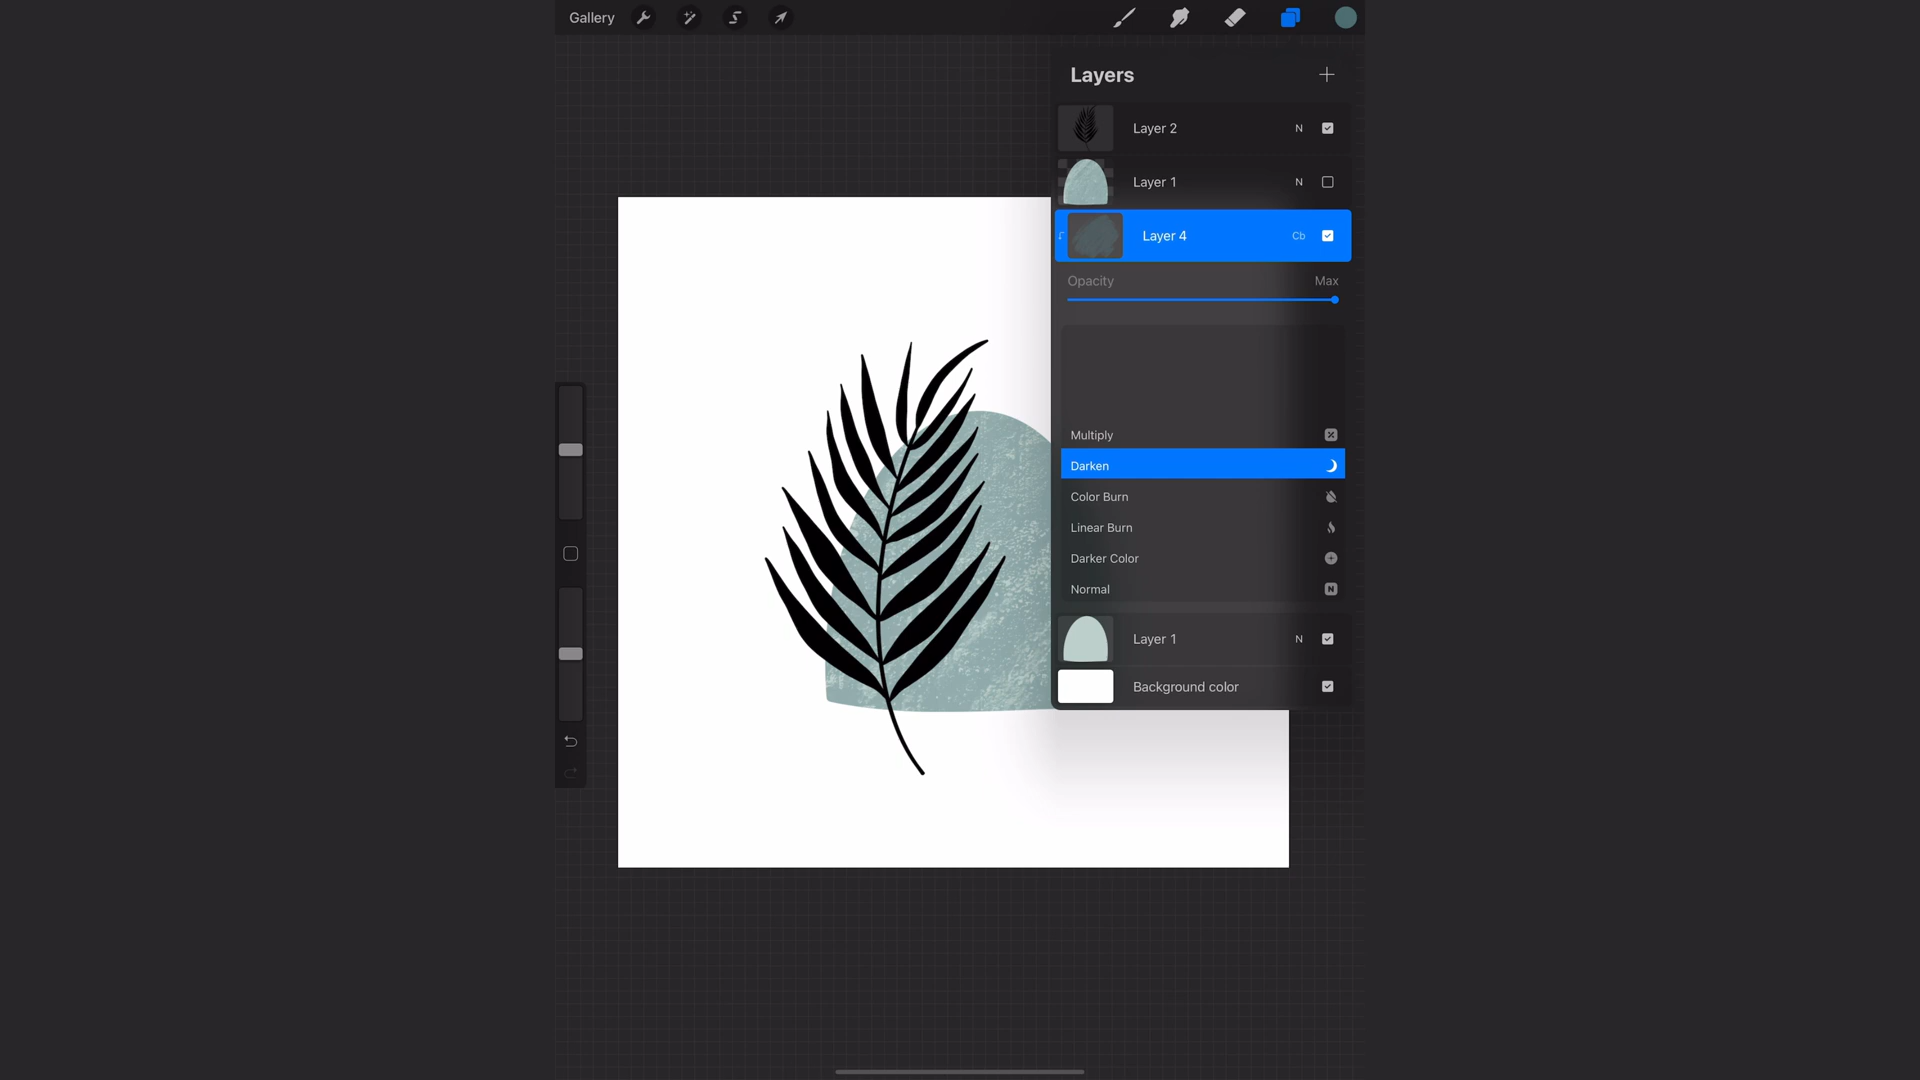 Gallery
Layers
Layer 2 N
Layer 1 N
Layer 4 Cb
Opacity Max
Multiply
Darken
Color Burn
Linear Burn
Darker Color
Normal N
Layer 1 N
Background color